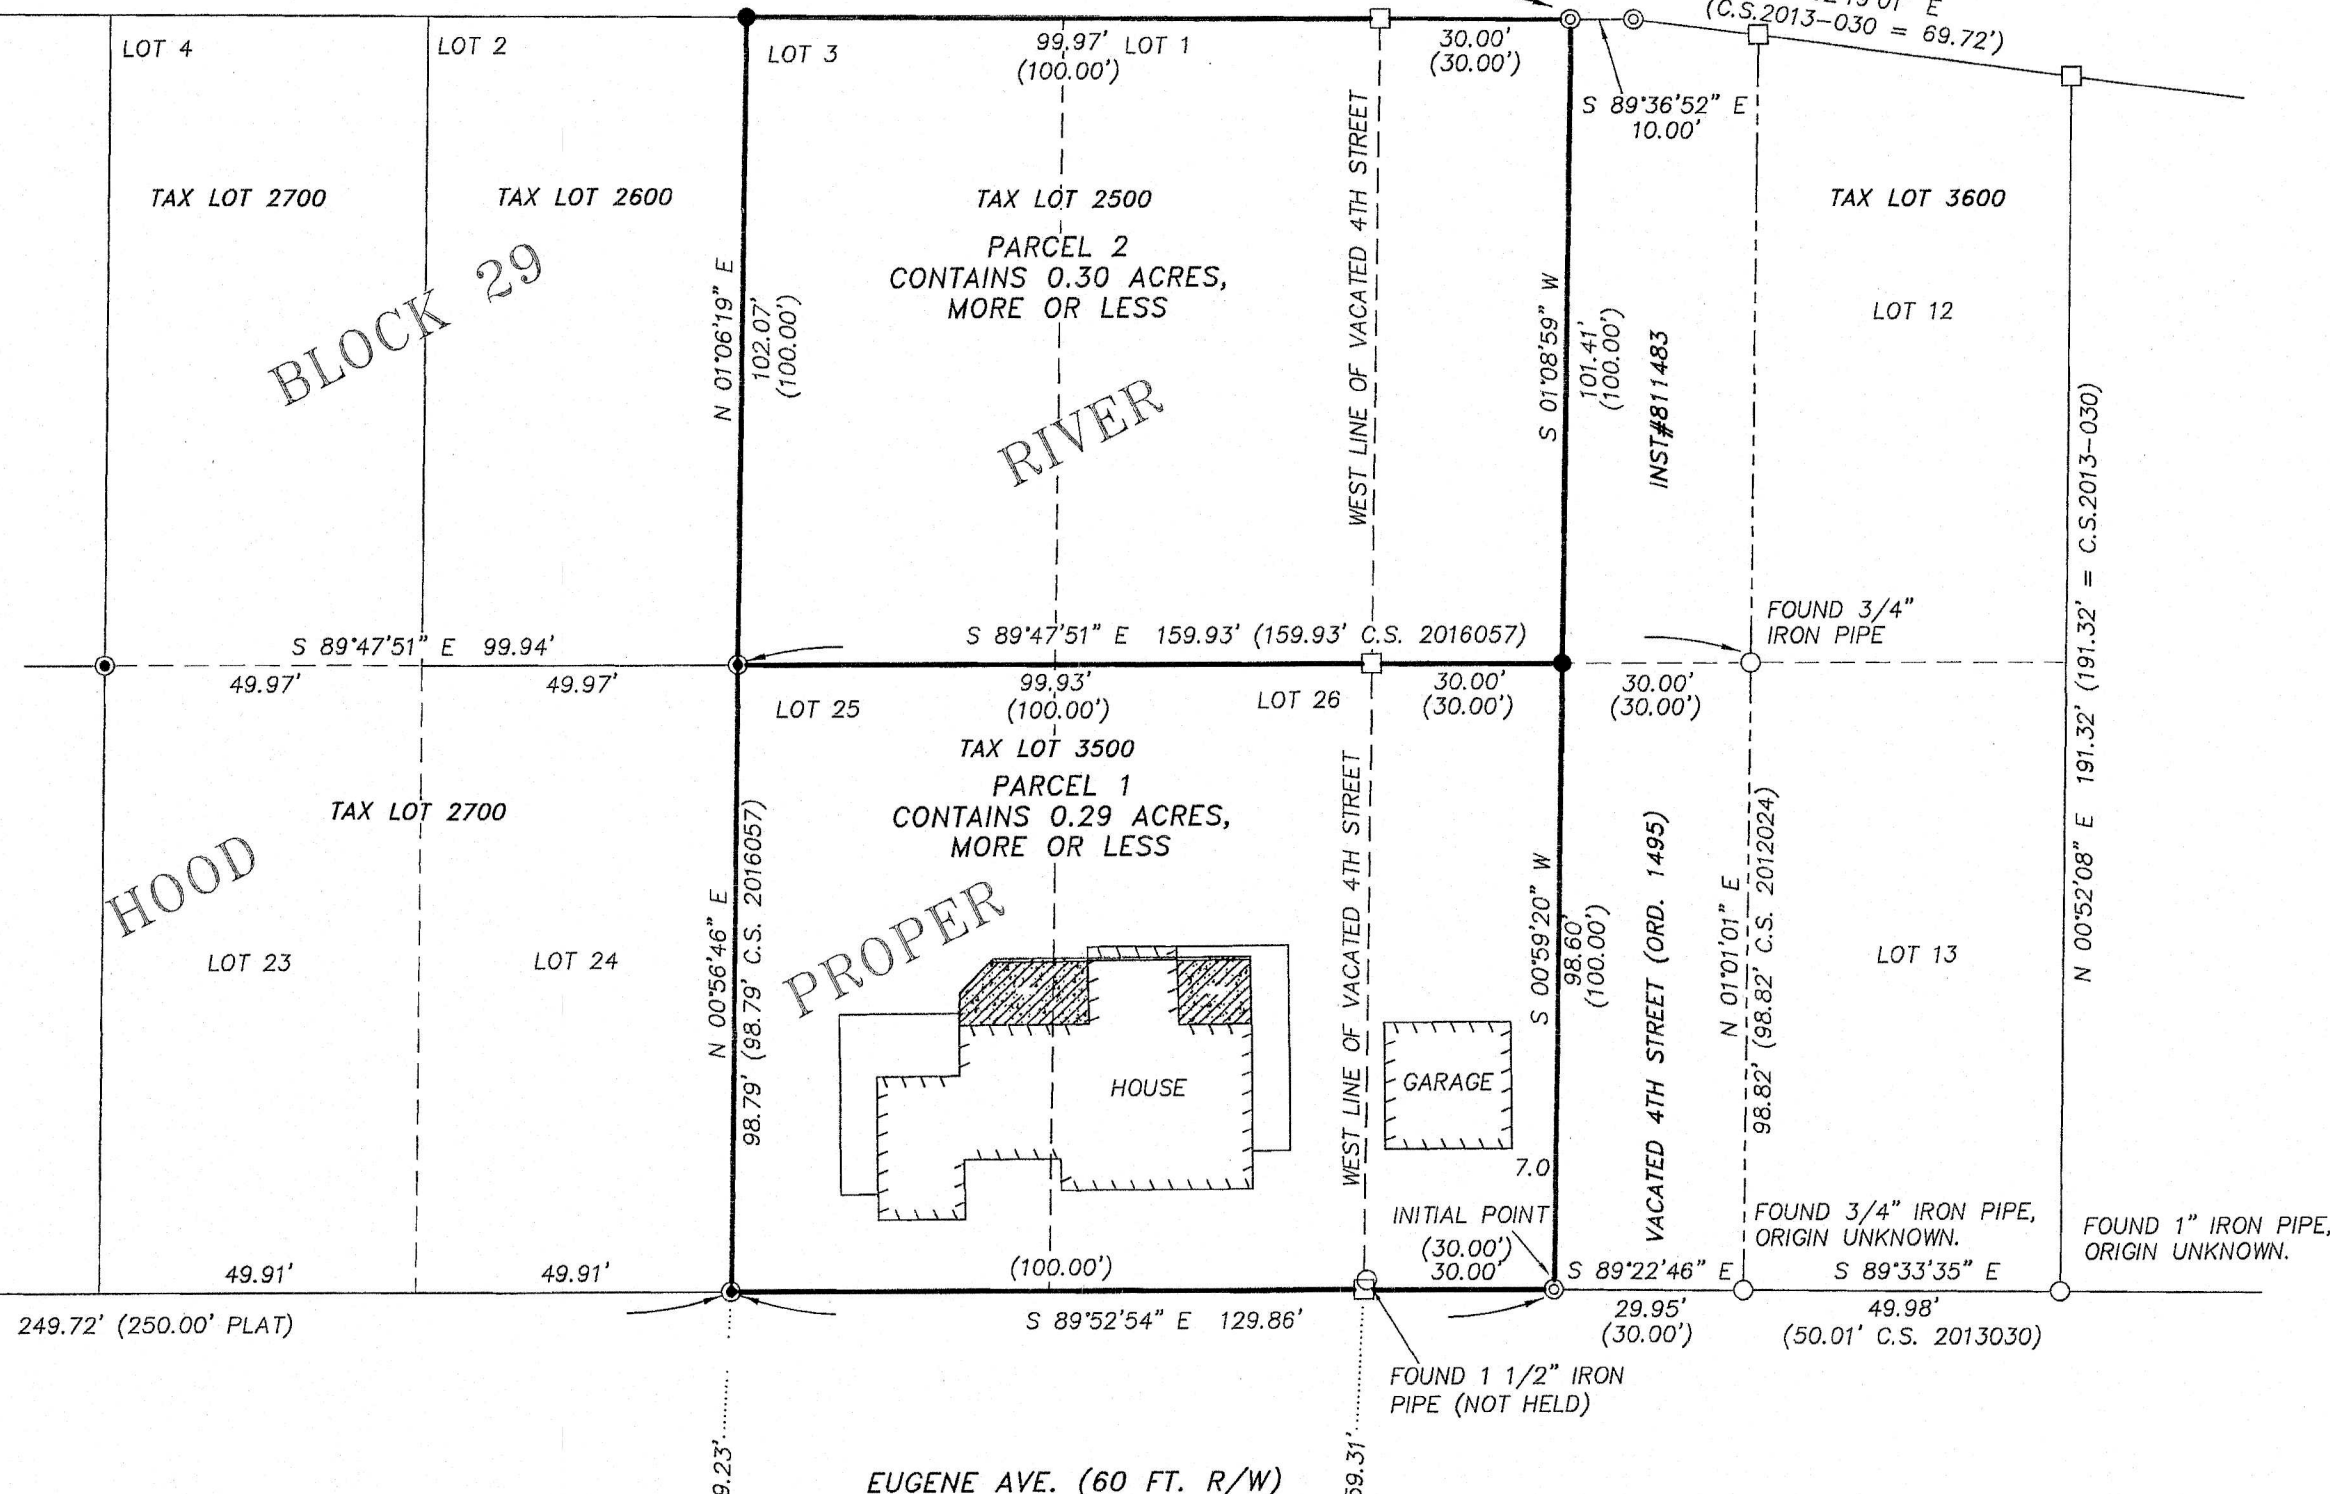 (C.S.2013-030 = 69.72')
LOT 4
LOT 2
LOT 3
99.97' LOT 1
(100.00')
30.00'
(30.00')
S 89°36'52" E
10.00'
TAX LOT 2700
TAX LOT 2600
TAX LOT 2500
PARCEL 2
CONTAINS 0.30 ACRES,
MORE OR LESS
TAX LOT 3600
LOT 12
BLOCK 29
N 01°06'19" E
102.07'
(100.00')
RIVER
WEST LINE OF VACATED 4TH STREET
S 01°08'59" W
101.41'
(100.00')
INST#811483
N 00°52'08" E 191.32' (191.32' = C.S.2013-030)
FOUND 3/4"
IRON PIPE
S 89°47'51" E 99.94'
49.97'
49.97'
S 89°47'51" E 159.93' (159.93' C.S. 2016057)
99.93'
(100.00')
30.00'
(30.00')
30.00'
(30.00')
LOT 25
LOT 26
TAX LOT 3500
PARCEL 1
CONTAINS 0.29 ACRES,
MORE OR LESS
TAX LOT 2700
HOOD
LOT 23
LOT 24
N 00°56'46" E
98.79' (98.79' C.S. 2016057)
PROPER
HOUSE
WEST LINE OF VACATED 4TH STREET
GARAGE
7.0
S 00°59'20" W
98.60'
(100.00')
VACATED 4TH STREET (ORD. 1495)
N 01°01'01" E
98.82' (98.82' C.S. 2012024)
LOT 13
INITIAL POINT
(30.00')
30.00'
FOUND 3/4" IRON PIPE,
ORIGIN UNKNOWN.
FOUND 1" IRON PIPE,
ORIGIN UNKNOWN.
49.91'
49.91'
(100.00')
S 89°22'46" E
S 89°33'35" E
249.72' (250.00' PLAT)
S 89°52'54" E 129.86'
29.95'
(30.00')
49.98'
(50.01' C.S. 2013030)
FOUND 1 1/2" IRON
PIPE (NOT HELD)
9.23'
59.31'
EUGENE AVE. (60 FT. R/W)